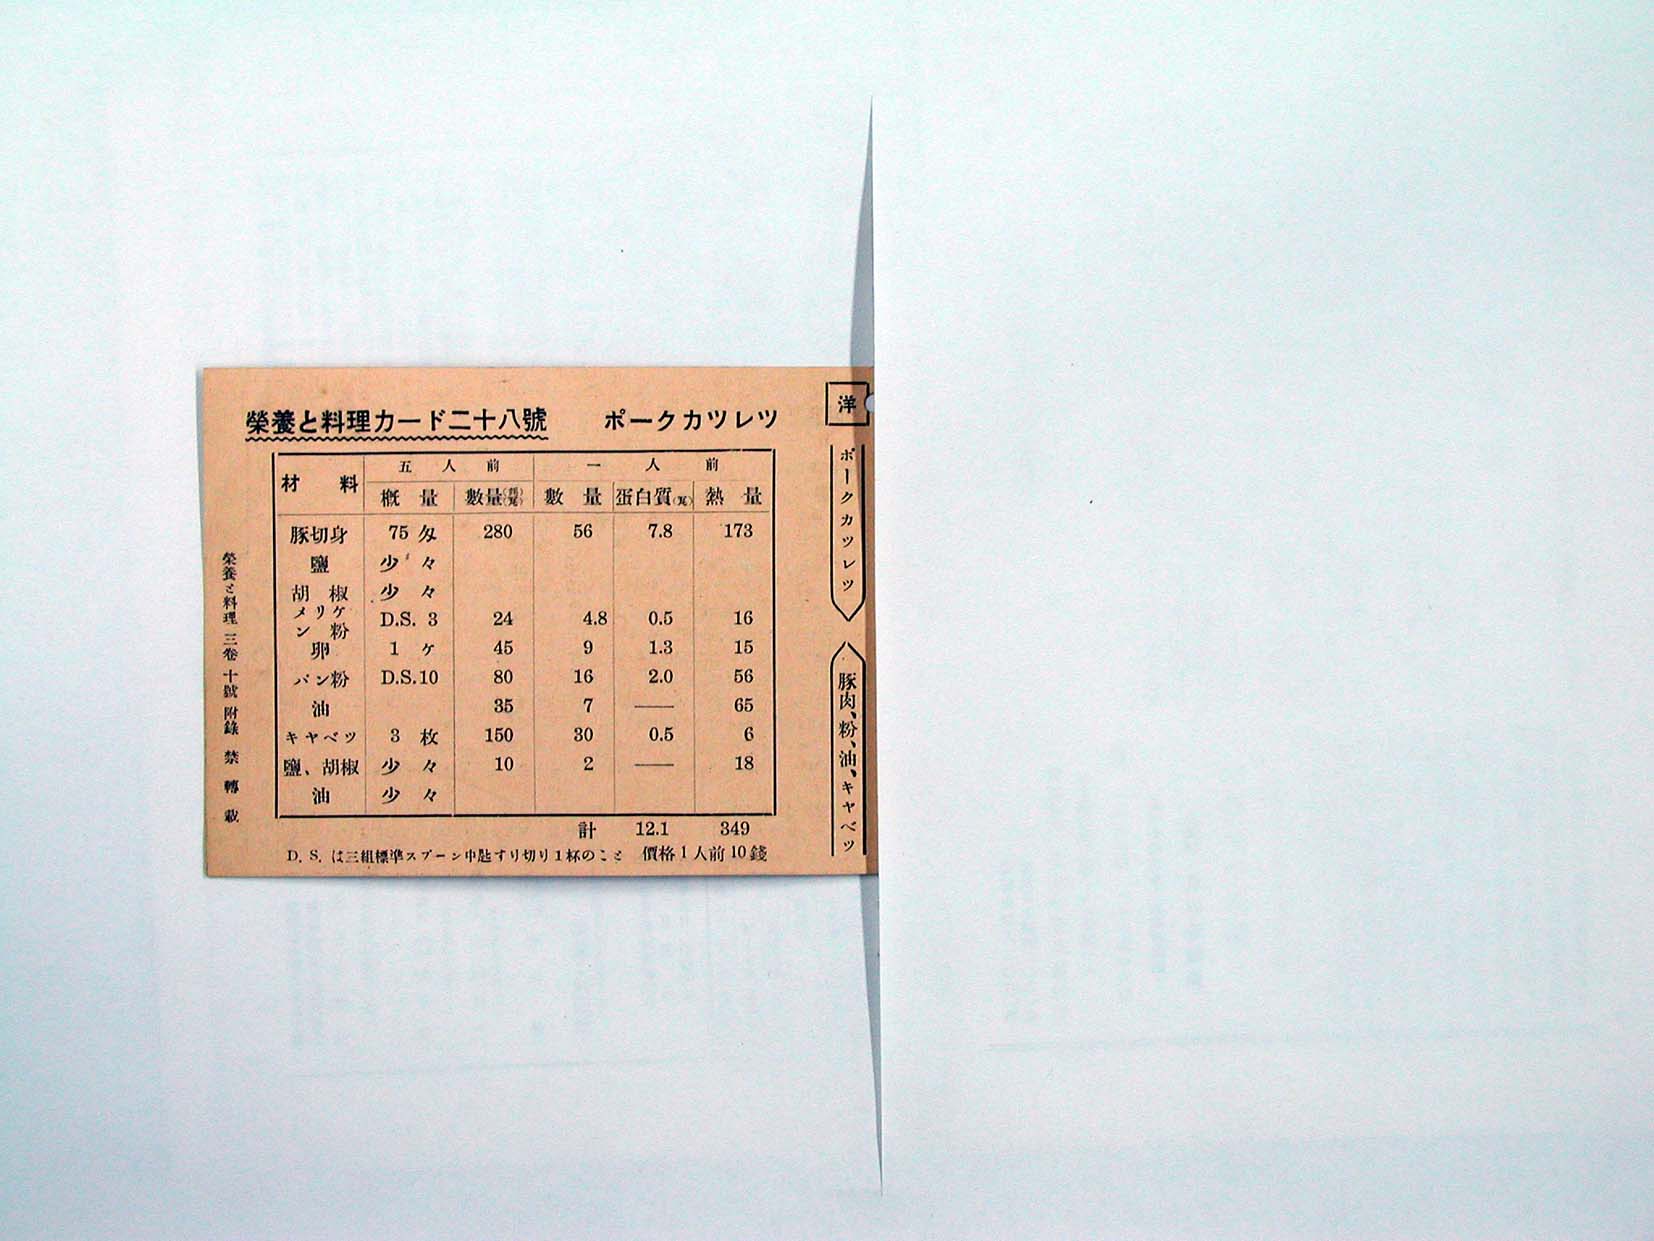 榮養と料理カード二十八號　ポークカツレツ
材料　五人前　一人前
概量　數量　數量　蛋白質(瓦)　熱量
豚切身　75匁　280　56　7.8　173
鹽　少々
胡椒　少々
メリケン粉　D.S. 3　24　4.8　0.5　16
卵　1ケ　45　9　1.3　15
パン粉　D.S.10　80　16　2.0　56
油　35　7　——　65
キヤベツ　3枚　150　30　0.5　6
鹽、胡椒　少々　10　2　——　18
油　少々
計　12.1　349
D. S. は三組標準スプーン中匙すり切り1杯のこと　價格1人前10錢
洋
ポークカツレツ
豚肉、粉、油、キヤベツ
榮養と料理 三卷 十號 附錄 禁轉載